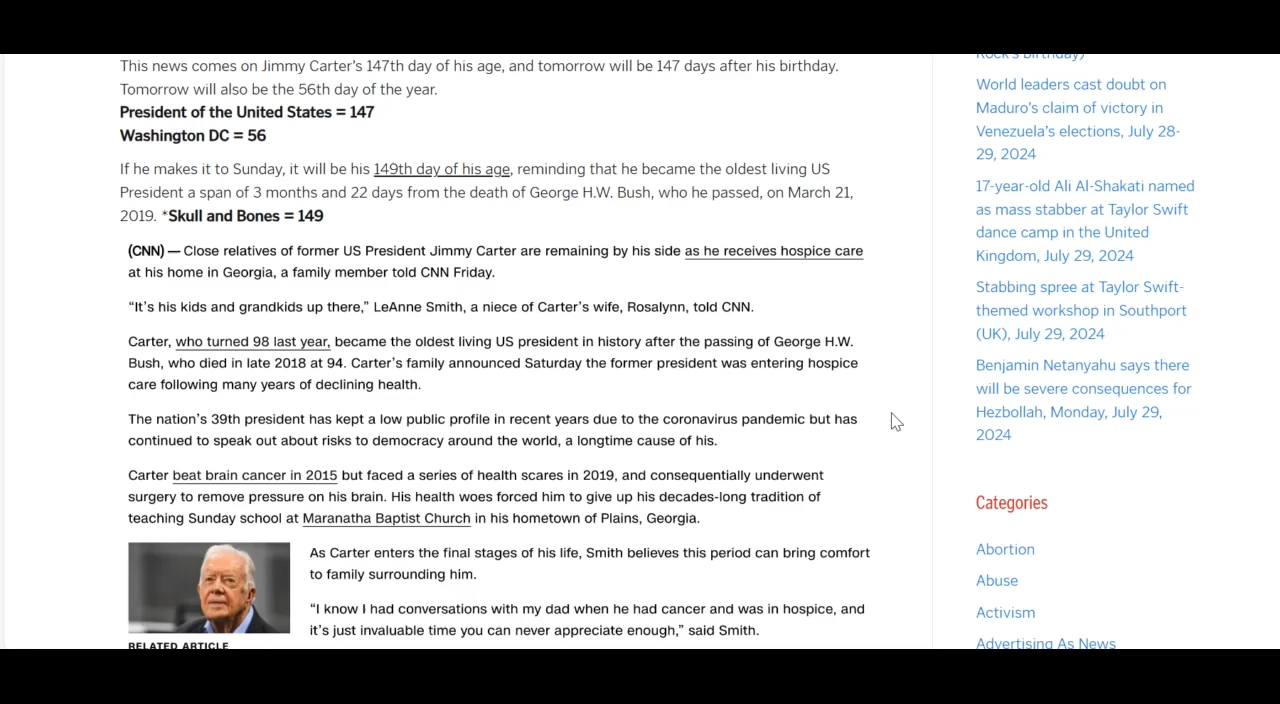 This news comes on Jimmy Carter's 147th day of his age, and tomorrow will be 147 days after his birthday.
Tomorrow will also be the 56th day of the year.
President of the United States = 147
Washington DC = 56
If he makes it to Sunday, it will be his 149th day of his age, reminding that he became the oldest living US
President a span of 3 months and 22 days from the death of George H.W. Bush, who he passed, on March 21,
2019. *Skull and Bones = 149
(CNN) — Close relatives of former US President Jimmy Carter are remaining by his side as he receives hospice care
at his home in Georgia, a family member told CNN Friday.
“It's his kids and grandkids up there,” LeAnne Smith, a niece of Carter's wife, Rosalynn, told CNN.
Carter, who turned 98 last year, became the oldest living US president in history after the passing of George H.W.
Bush, who died in late 2018 at 94. Carter's family announced Saturday the former president was entering hospice
care following many years of declining health.
The nation's 39th president has kept a low public profile in recent years due to the coronavirus pandemic but has
continued to speak out about risks to democracy around the world, a longtime cause of his.
Carter beat brain cancer in 2015 but faced a series of health scares in 2019, and consequentially underwent
surgery to remove pressure on his brain. His health woes forced him to give up his decades-long tradition of
teaching Sunday school at Maranatha Baptist Church in his hometown of Plains, Georgia.
As Carter enters the final stages of his life, Smith believes this period can bring comfort
to family surrounding him.
“I know I had conversations with my dad when he had cancer and was in hospice, and
it's just invaluable time you can never appreciate enough,” said Smith.
RELATED ARTICLE
Rock's birthday)
World leaders cast doubt on
Maduro's claim of victory in
Venezuela's elections, July 28-
29, 2024
17-year-old Ali Al-Shakati named
as mass stabber at Taylor Swift
dance camp in the United
Kingdom, July 29, 2024
Stabbing spree at Taylor Swift-
themed workshop in Southport
(UK), July 29, 2024
Benjamin Netanyahu says there
will be severe consequences for
Hezbollah, Monday, July 29,
2024
Categories
Abortion
Abuse
Activism
Advertising As News